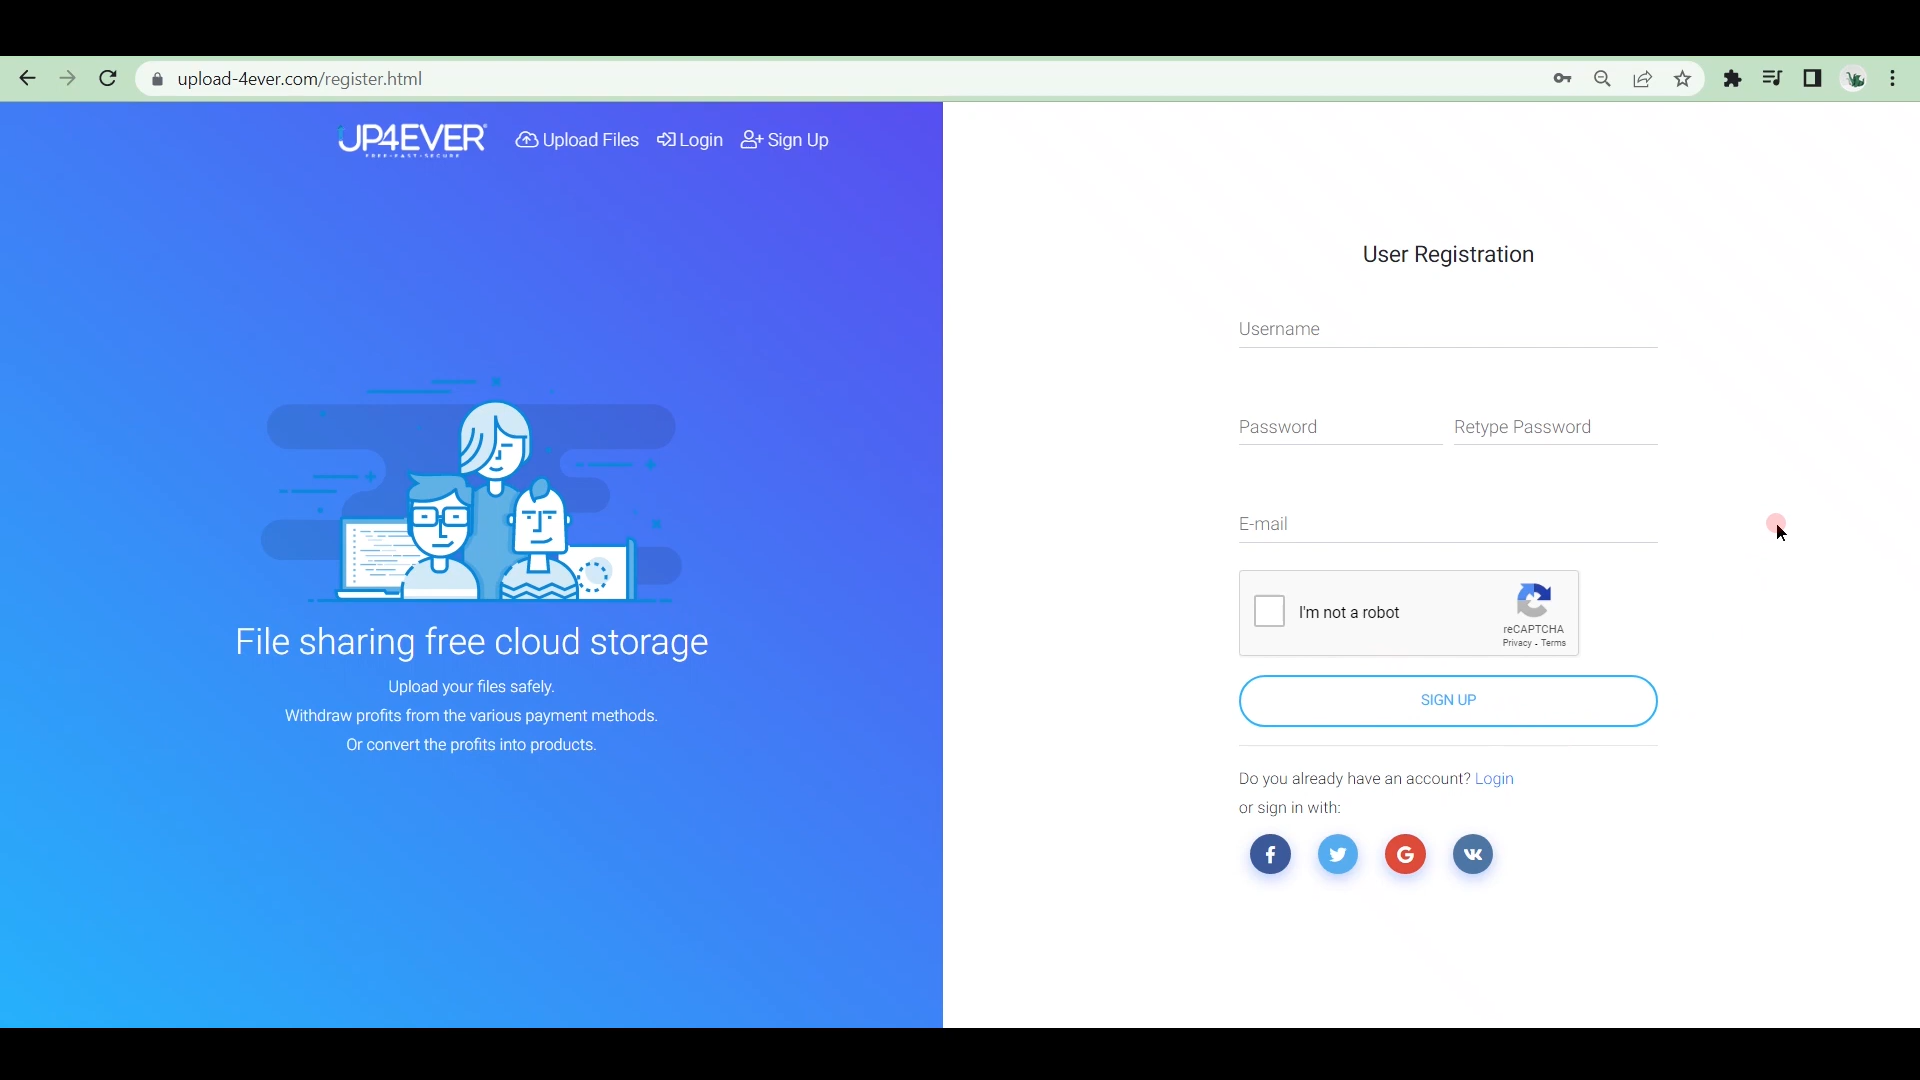 upload-4ever.com/register.html
UP4EVER
FREE-FAST-SECURE
Upload Files
Login
Sign Up
File sharing free cloud storage
Upload your files safely.
Withdraw profits from the various payment methods.
Or convert the profits into products.
User Registration
Username
Password
Retype Password
E-mail
I'm not a robot
reCAPTCHA
Privacy - Terms
SIGN UP
Do you already have an account? Login
or sign in with: